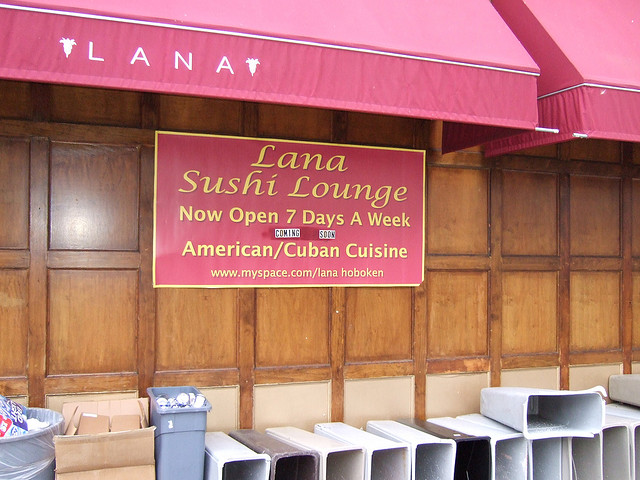 LANA
Lana
Sushi Lounge
Now Open 7 Days A Week
COMING SOON
American/Cuban Cuisine
www.myspace.com/lana hoboken